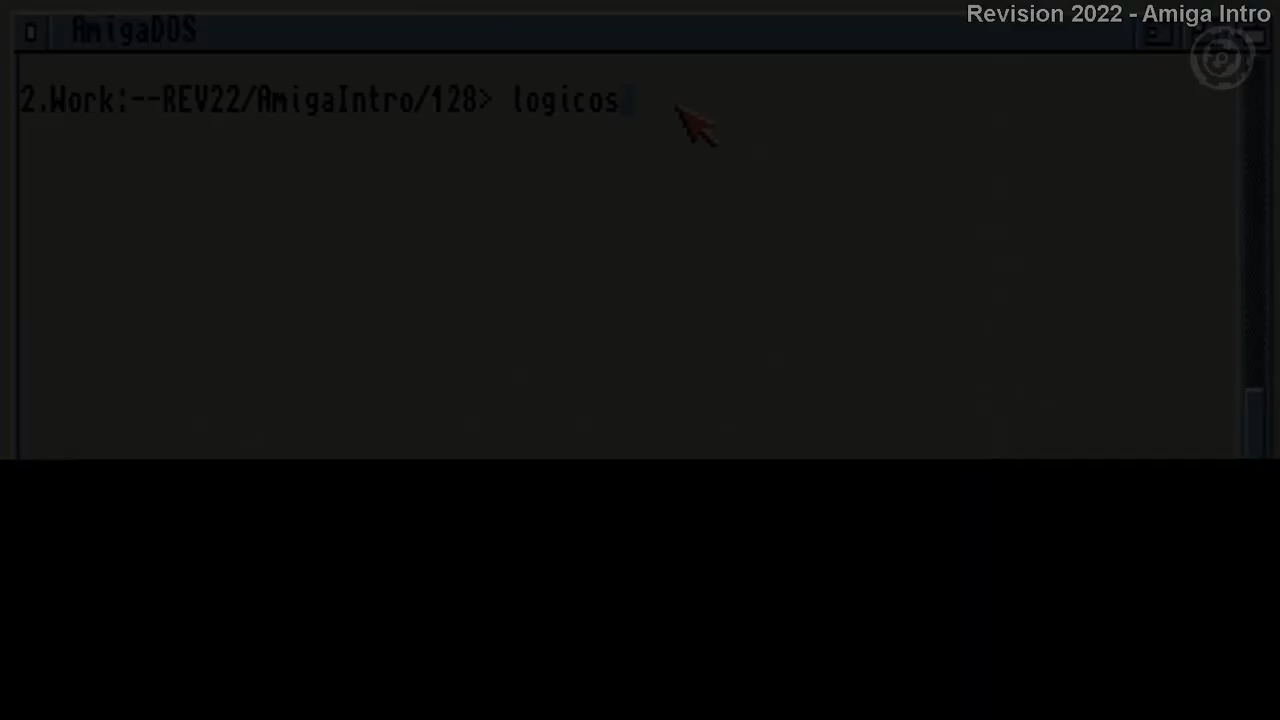 Revision 2022 - Amiga Intro
AmigaDOS
2.Work:--REV22/AmigaIntro/128> logicos